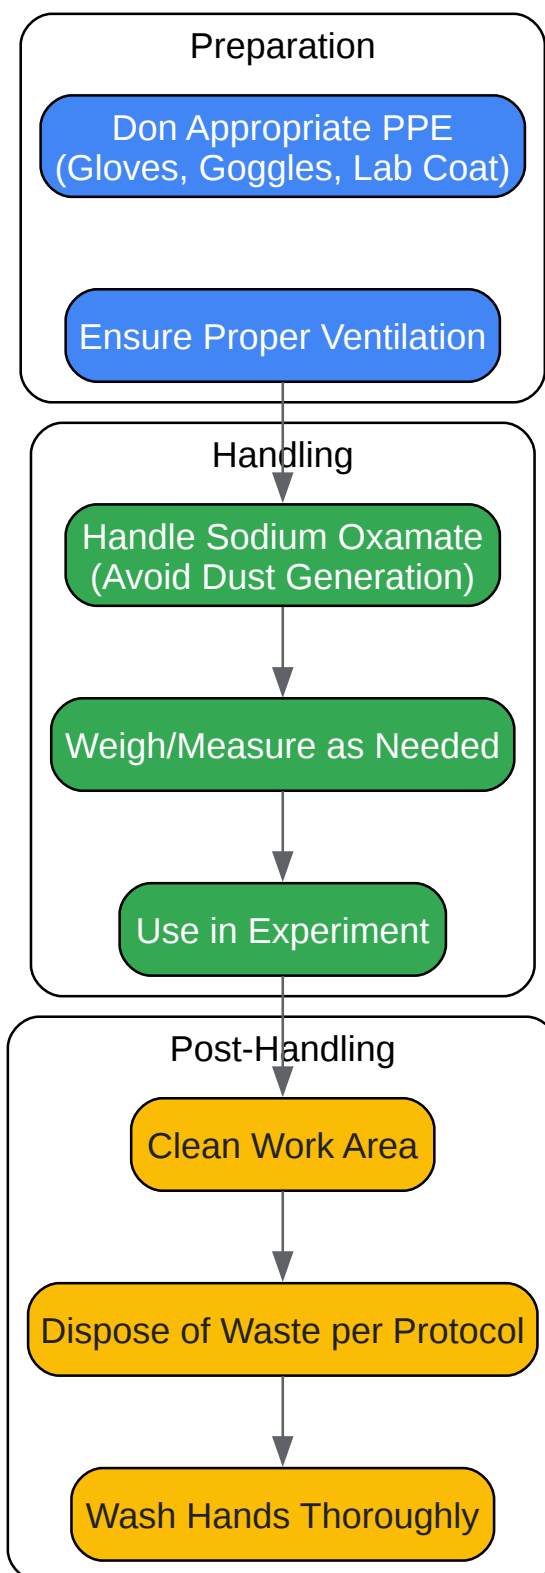 Preparation
Don Appropriate PPE
(Gloves, Goggles, Lab Coat)
Ensure Proper Ventilation
Handling
Handle Sodium Oxamate
(Avoid Dust Generation)
Weigh/Measure as Needed
Use in Experiment
Post-Handling
Clean Work Area
Dispose of Waste per Protocol
Wash Hands Thoroughly